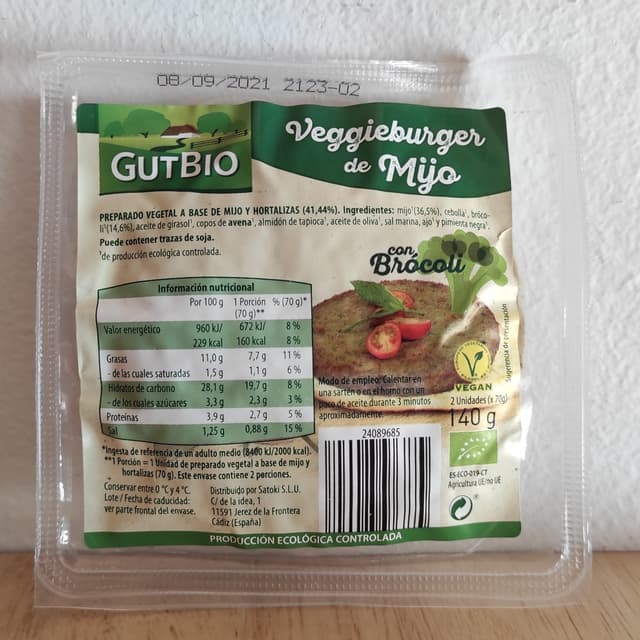 08/09/2021 2123-02
GUTBIO
Veggieburger
de Mijo
PREPARADO VEGETAL A BASE DE MIJO Y HORTALIZAS (41,44%). Ingredientes: mijo¹(36,5%), cebolla¹, bróco-
li¹(14,6%), aceite de girasol¹, copos de avena¹, almidón de tapioca¹, aceite de oliva¹, sal marina, ajo¹ y pimienta negra¹.
Puede contener trazas de soja.
¹de producción ecológica controlada.
con
Brócoli
Información nutricional
Por 100 g 1 Porción % (70 g)*
(70 g)**
Valor energético 960 kJ/ 672 kJ/ 8 %
229 kcal 160 kcal 8 %
Grasas 11,0 g 7,7 g 11 %
- de las cuales saturadas 1,5 g 1,1 g 6 %
Hidratos de carbono 28,1 g 19,7 g 8 %
- de los cuales azúcares 3,3 g 2,3 g 3 %
Proteínas 3,9 g 2,7 g 5 %
Sal 1,25 g 0,88 g 15 %
*Ingesta de referencia de un adulto medio (8400 kJ/2000 kcal).
**1 Porción = 1 Unidad de preparado vegetal a base de mijo y
hortalizas (70 g). Este envase contiene 2 porciones.
Conservar entre 0 °C y 4 °C.
Lote / Fecha de caducidad:
ver parte frontal del envase.
Distribuido por Satoki S.L.U.
C/ de la idea, 1
11591 Jerez de la Frontera
Cádiz (España)
Modo de empleo: Calentar en
una sartén o en el horno con un
poco de aceite durante 3 minutos
aproximadamente.
Sugerencia de presentación
V
VEGAN
2 Unidades (x 70g)
140 g
24089685
ES-ECO-019-CT
Agricultura UE/no UE
PRODUCCIÓN ECOLÓGICA CONTROLADA